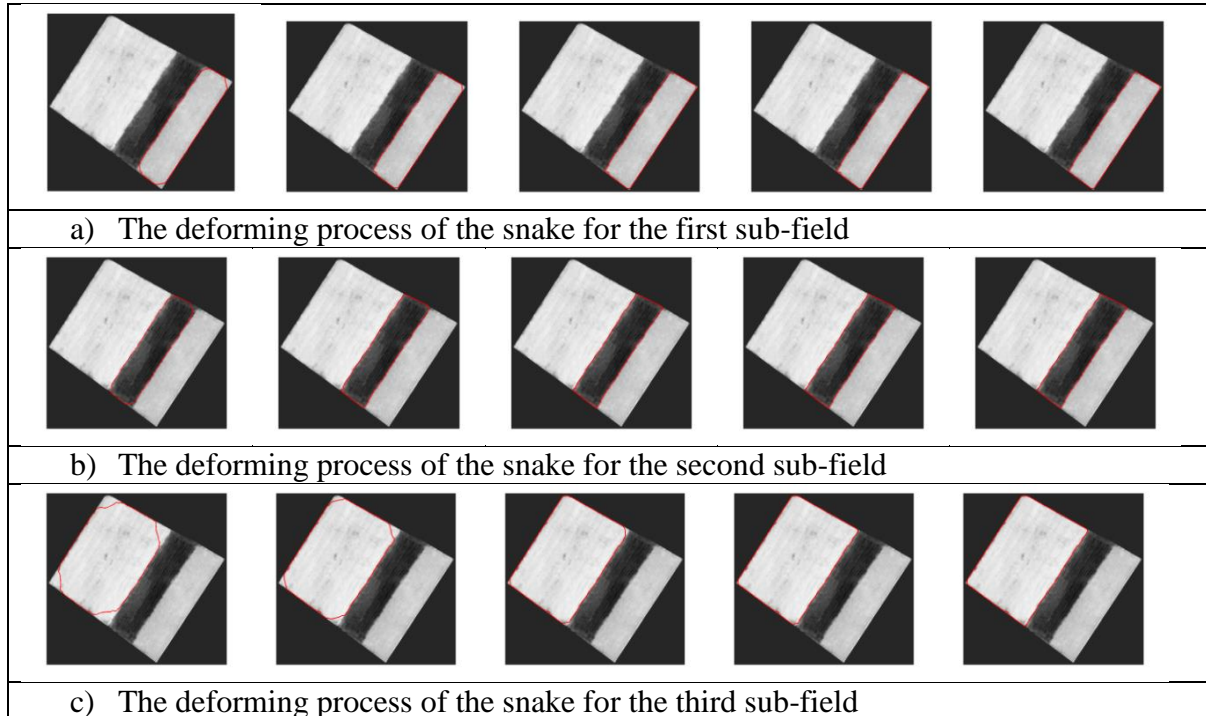 a) The deforming process of the snake for the first sub-field
b) The deforming process of the snake for the second sub-field
c) The deforming process of the snake for the third sub-field